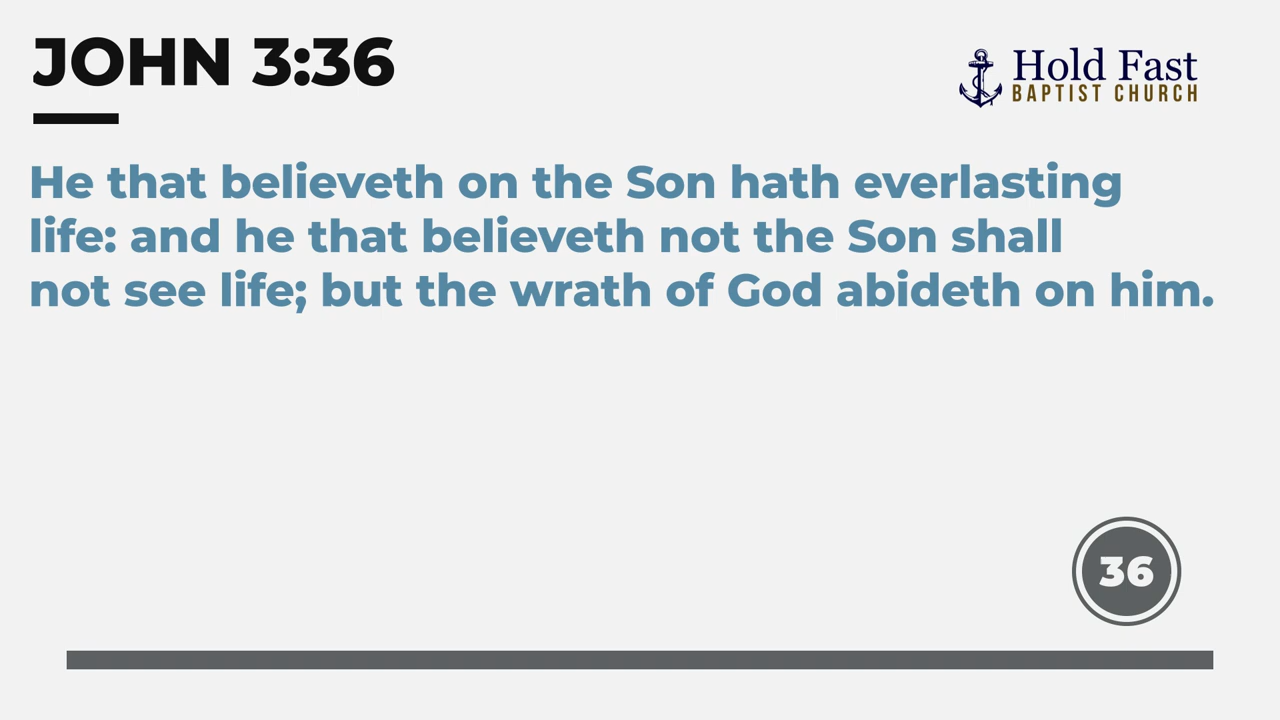 JOHN 3:36
Hold Fast
BAPTIST CHURCH
He that believeth on the Son hath everlasting
life: and he that believeth not the Son shall
not see life; but the wrath of God abideth on him.
36